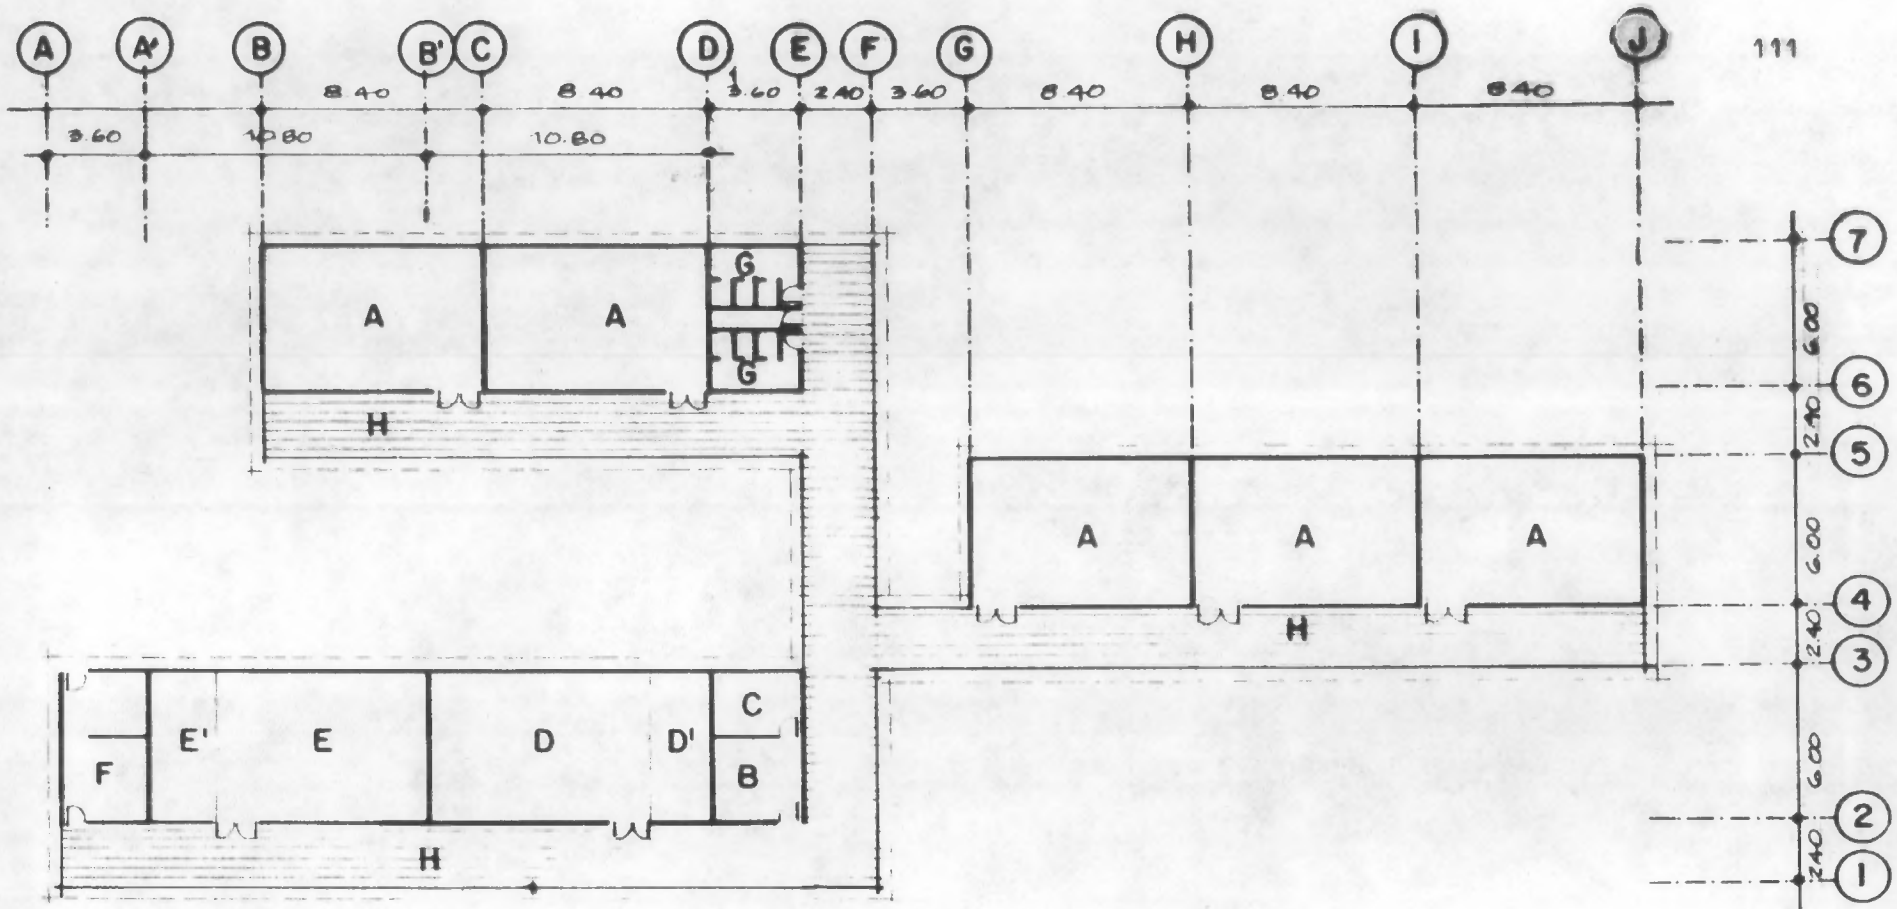 A A' B B' C D E F G H I J 111
8.40 8.40 3.60 2.40 3.60 8.40 8.40 8.40
3.60 10.80 10.80
7
G
6.00
A A
G
6
H
2.40
5
A A A
6.00
4
H
2.40
3
C
E' E D D'
F B
6.00
2
H
2.40
1